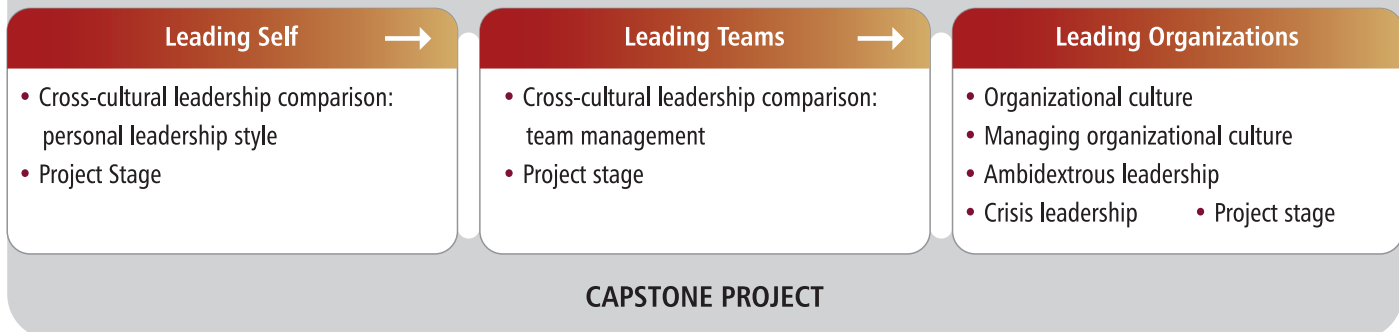 Leading Self
• Cross-cultural leadership comparison:
personal leadership style
• Project Stage
Leading Teams
• Cross-cultural leadership comparison:
team management
• Project stage
Leading Organizations
• Organizational culture
• Managing organizational culture
• Ambidextrous leadership
• Crisis leadership • Project stage
CAPSTONE PROJECT